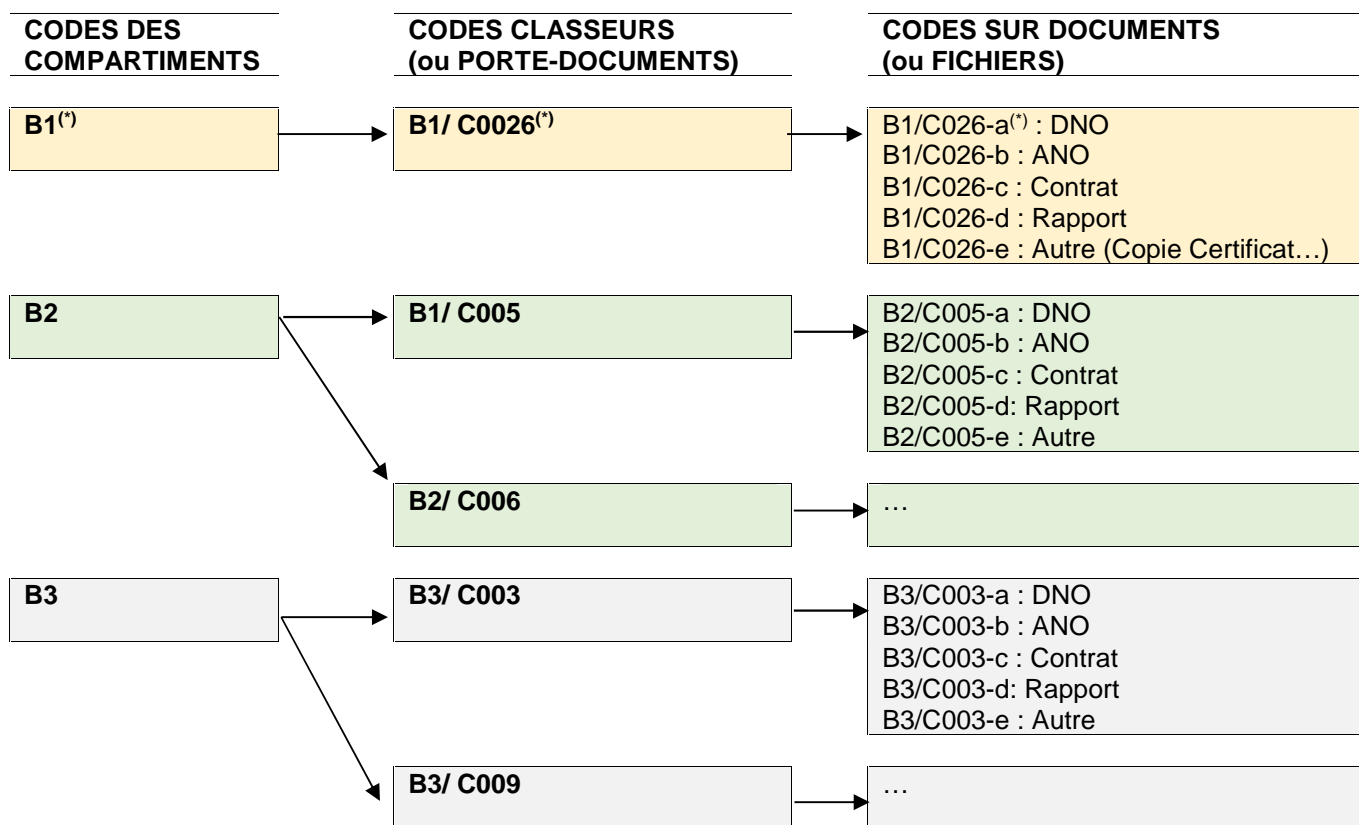 CODES DES
COMPARTIMENTS
CODES CLASSEURS
(ou PORTE-DOCUMENTS)
CODES SUR DOCUMENTS
(ou FICHIERS)
B1(*)
B1/ C0026(*)
B1/C026-a(*) : DNO
B1/C026-b : ANO
B1/C026-c : Contrat
B1/C026-d : Rapport
B1/C026-e : Autre (Copie Certificat…)
B2
B1/ C005
B2/C005-a : DNO
B2/C005-b : ANO
B2/C005-c : Contrat
B2/C005-d: Rapport
B2/C005-e : Autre
B2/ C006
…
B3
B3/ C003
B3/C003-a : DNO
B3/C003-b : ANO
B3/C003-c : Contrat
B3/C003-d: Rapport
B3/C003-e : Autre
B3/ C009
…